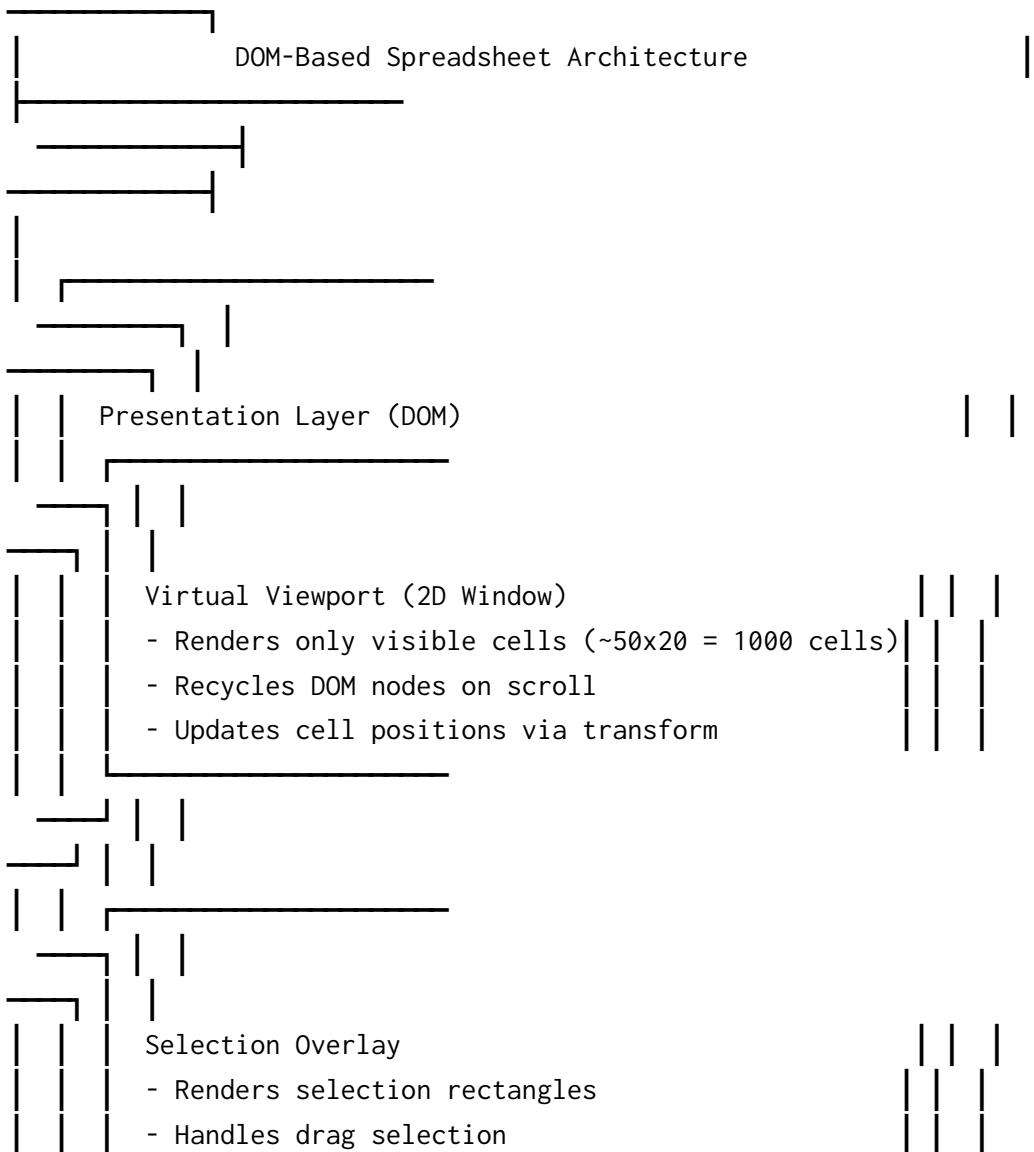 DOM-Based Spreadsheet Architecture
Presentation Layer (DOM)
Virtual Viewport (2D Window)
- Renders only visible cells (~50x20 = 1000 cells)
- Recycles DOM nodes on scroll
- Updates cell positions via transform
Selection Overlay
- Renders selection rectangles
- Handles drag selection